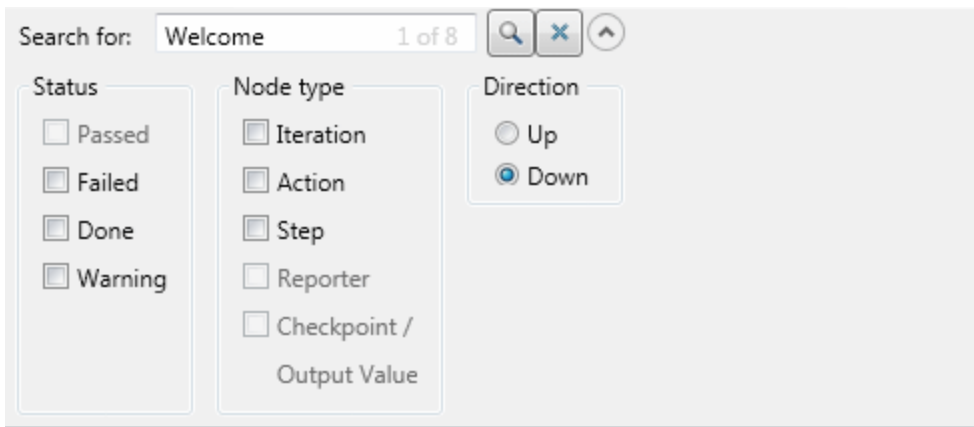 Search for: Welcome 1 of 8
Status
Passed
Failed
Done
Warning
Node type
Iteration
Action
Step
Reporter
Checkpoint /
Output Value
Direction
Up
Down